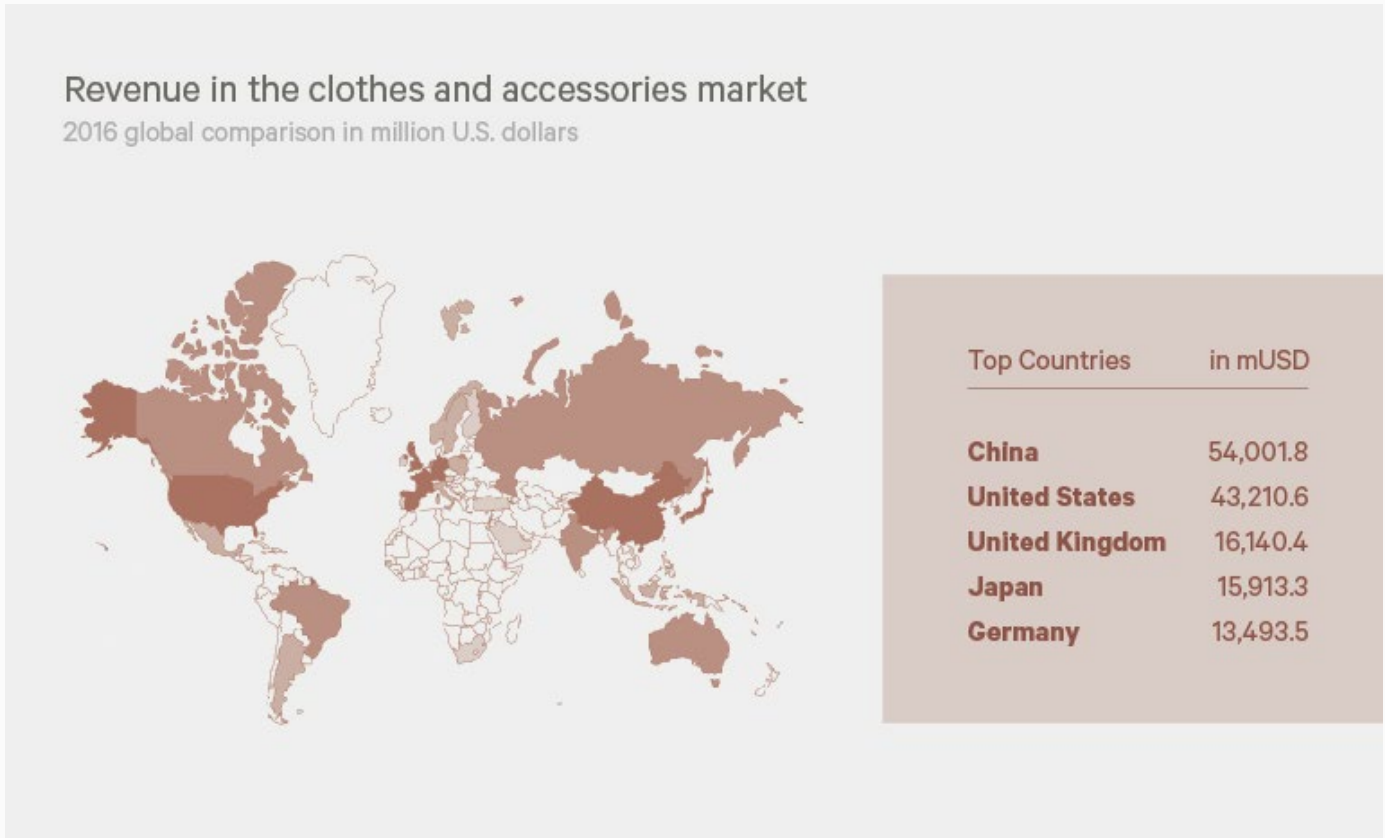 Revenue in the clothes and accessories market
2016 global comparison in million U.S. dollars
Top Countries in mUSD
China 54,001.8
United States 43,210.6
United Kingdom 16,140.4
Japan 15,913.3
Germany 13,493.5